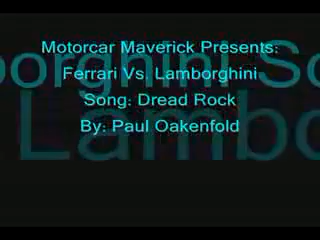 Motorcar Maverick Presents:
Ferrari Vs. Lamborghini
Song: Dread Rock
By: Paul Oakenfold